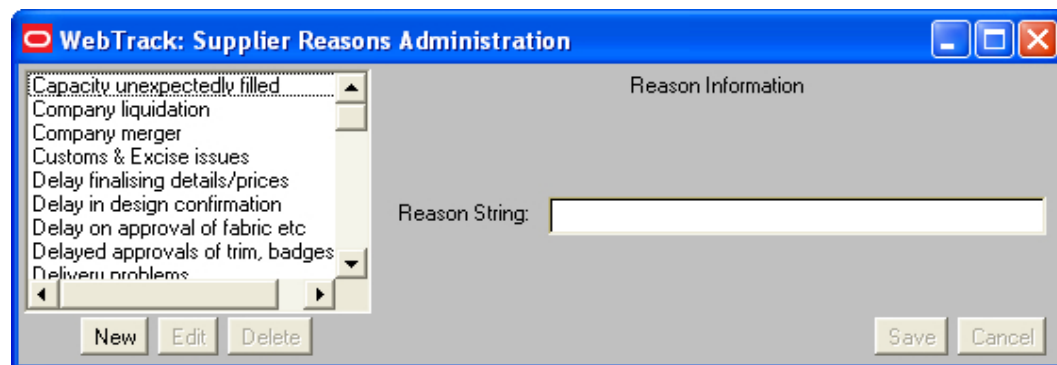 WebTrack: Supplier Reasons Administration
Capacity unexpectedly filled
Company liquidation
Company merger
Customs & Excise issues
Delay finalising details/prices
Delay in design confirmation
Delay on approval of fabric etc
Delayed approvals of trim, badges
Delivery problems
Reason Information
Reason String:
New Edit Delete
Save Cancel